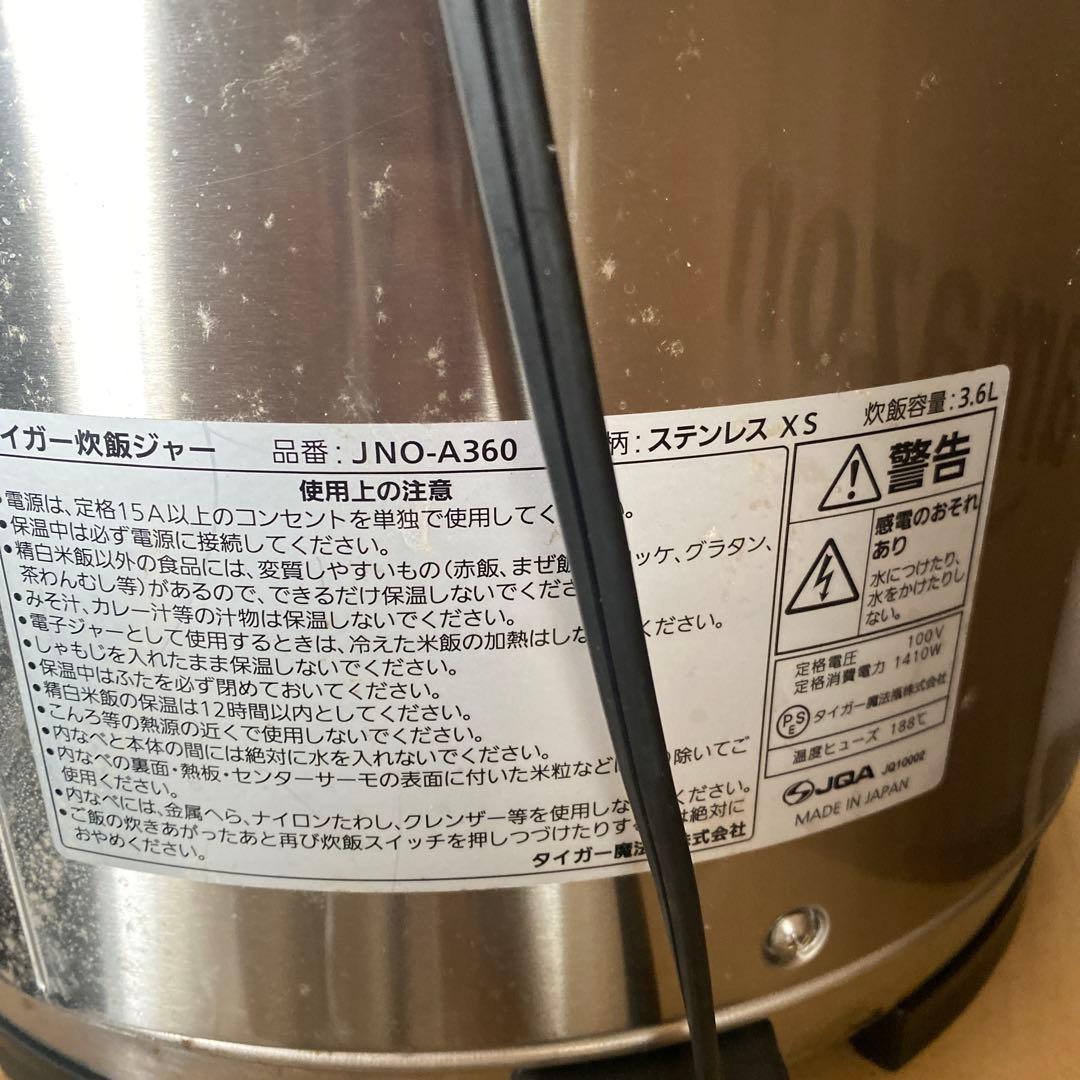 イガー炊飯ジャー 品番：JNO-A360 柄：ステンレス XS 炊飯容量：3.6L
使用上の注意
•電源は、定格15A以上のコンセントを単独で使用してく 。
•保温中は必ず電源に接続してください。
•精白米飯以外の食品には、変質しやすいもの(赤飯、まぜ飯 ッケ、グラタン、
茶わんむし等)があるので、できるだけ保温しないでくださ 。
•みそ汁、カレー汁等の汁物は保温しないでください。
•電子ジャーとして使用するときは、冷えた米飯の加熱はしな ください。
•しゃもじを入れたまま保温しないでください。
•保温中はふたを必ず閉めておいてください。
•精白米飯の保温は12時間以内としてください。
•こんろ等の熱源の近くで使用しないでください。
•内なべと本体の間には絶対に水を入れないでください。
•内なべの裏面・熱板・センターサーモの表面に付いた米粒など り除いてご
使用ください。
•内なべには、金属へら、ナイロンたわし、クレンザー等を使用しな ください。
•ご飯の炊きあがったあと再び炊飯スイッチを押しつづけたりす は絶対に
おやめください。
タイガー魔法 株式会社
警告
感電のおそれ
あり
水につけたり、
水をかけたりし
ない。
定格電圧 100V
定格消費電力 1410W
PSE タイガー魔法瓶株式会社
温度ヒューズ 188℃
JQA JQ10002
MADE IN JAPAN